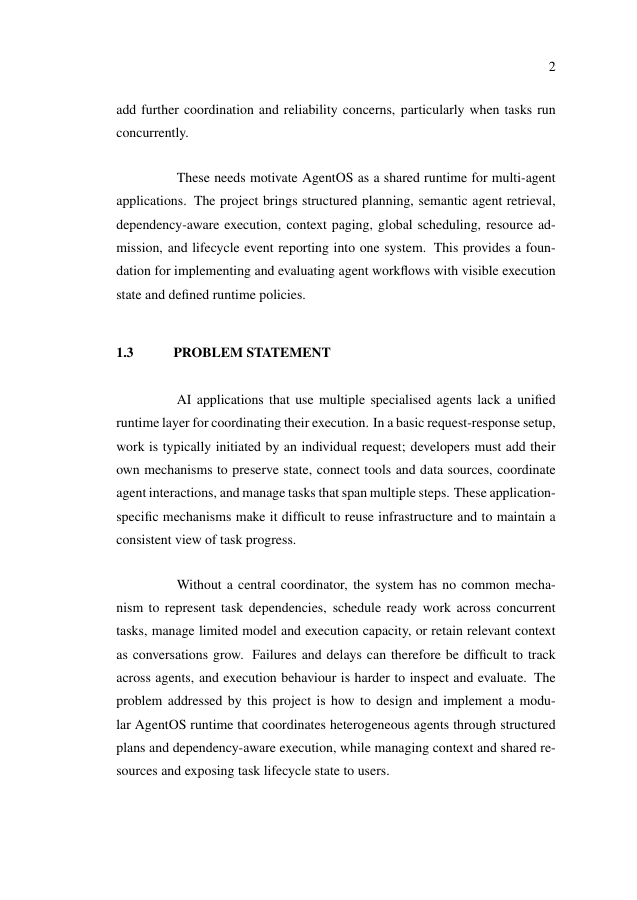 2
add further coordination and reliability concerns, particularly when tasks run
concurrently.
These needs motivate AgentOS as a shared runtime for multi-agent
applications. The project brings structured planning, semantic agent retrieval,
dependency-aware execution, context paging, global scheduling, resource ad-
mission, and lifecycle event reporting into one system. This provides a foun-
dation for implementing and evaluating agent workflows with visible execution
state and defined runtime policies.
1.3 PROBLEM STATEMENT
AI applications that use multiple specialised agents lack a unified
runtime layer for coordinating their execution. In a basic request-response setup,
work is typically initiated by an individual request; developers must add their
own mechanisms to preserve state, connect tools and data sources, coordinate
agent interactions, and manage tasks that span multiple steps. These application-
specific mechanisms make it difficult to reuse infrastructure and to maintain a
consistent view of task progress.
Without a central coordinator, the system has no common mecha-
nism to represent task dependencies, schedule ready work across concurrent
tasks, manage limited model and execution capacity, or retain relevant context
as conversations grow. Failures and delays can therefore be difficult to track
across agents, and execution behaviour is harder to inspect and evaluate. The
problem addressed by this project is how to design and implement a modu-
lar AgentOS runtime that coordinates heterogeneous agents through structured
plans and dependency-aware execution, while managing context and shared re-
sources and exposing task lifecycle state to users.